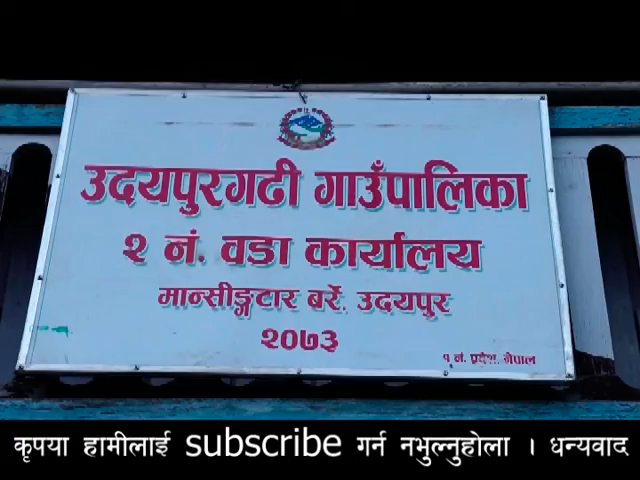 उदयपुरगढी गाउँपालिका
२ नं. वडा कार्यालय
मान्सीङ्गटार बर्रे, उदयपुर
२०७३
१ नं. प्रदेश, नेपाल
कृपया हामीलाई subscribe गर्न नभुल्नुहोला । धन्यवाद